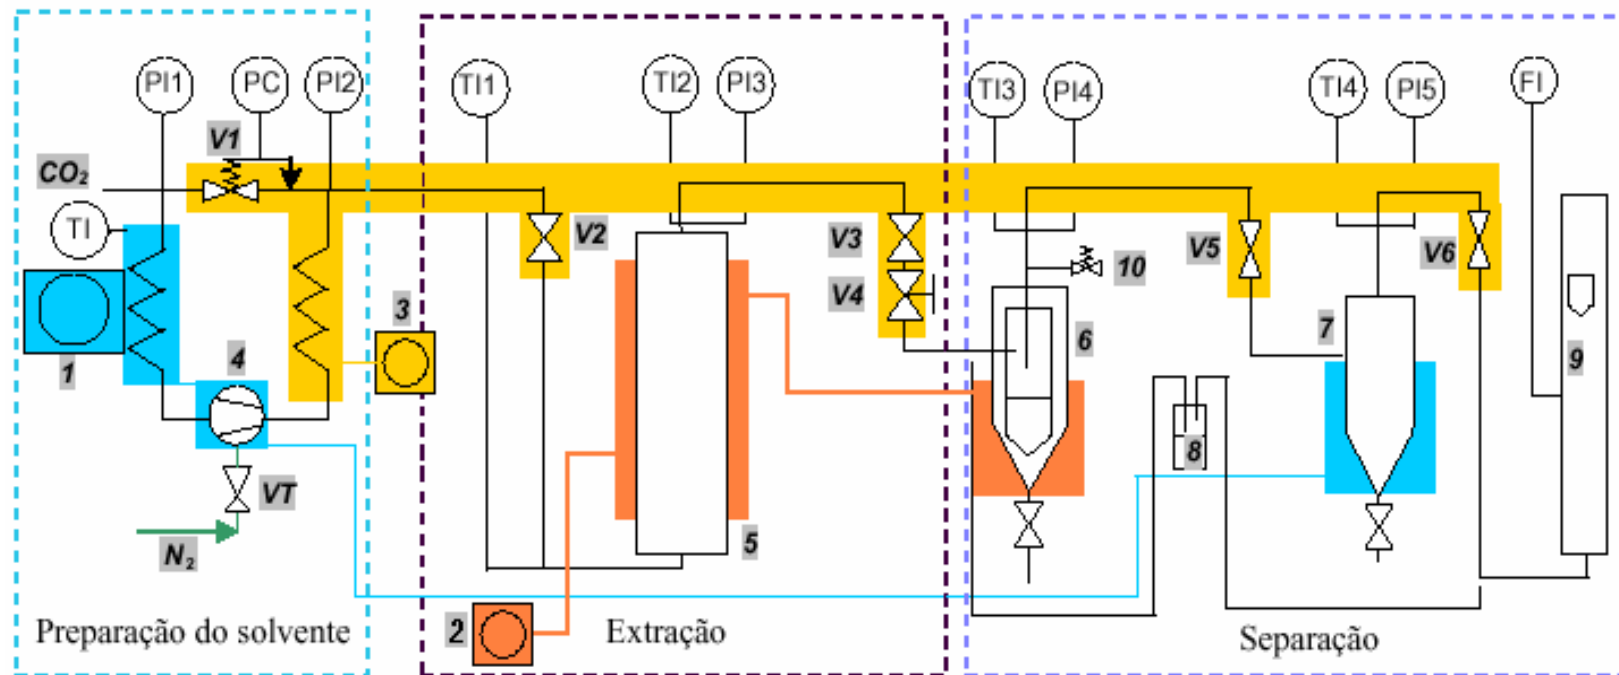 PI1
PC
PI2
TI1
TI2
PI3
TI3
PI4
TI4
PI5
FI
V1
CO₂
TI
V2
V3
V4
10
V5
V6
3
6
7
9
1
4
8
VT
N₂
5
2
Preparação do solvente
Extração
Separação